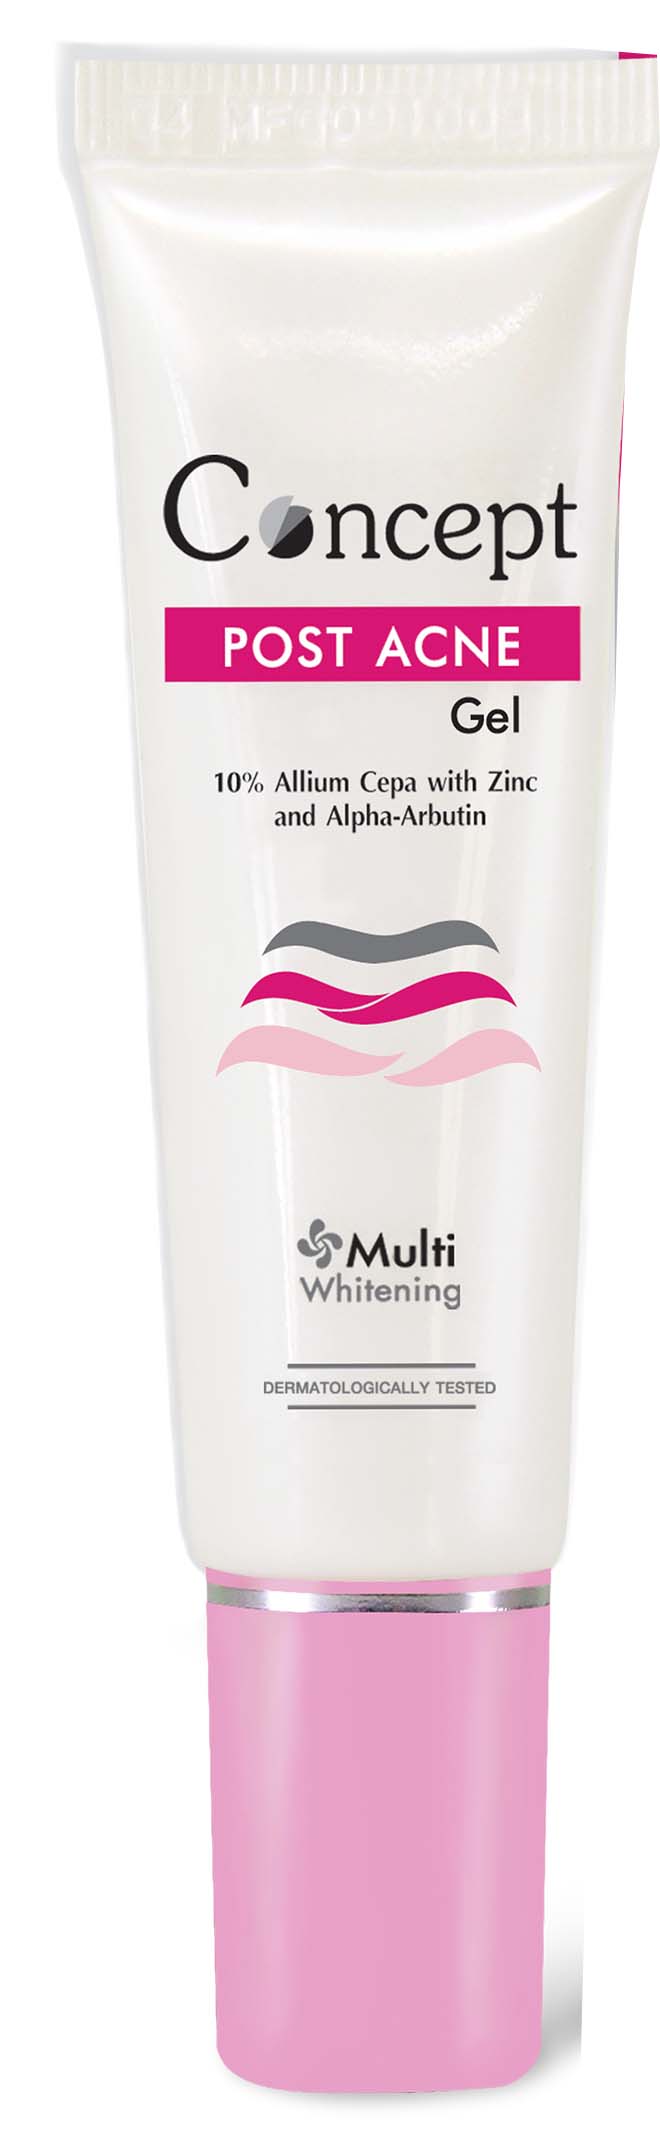 Concept
POST ACNE
Gel
10% Allium Cepa with Zinc
and Alpha-Arbutin
Multi
Whitening
DERMATOLOGICALLY TESTED